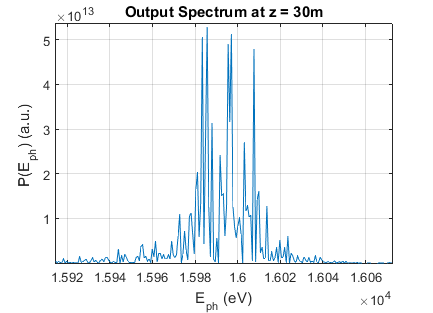 Output Spectrum at z = 30m
×10^13
5
4
3
2
1
P(E_ph) (a.u.)
1.592 1.594 1.596 1.598 1.6 1.602 1.604 1.606
E_ph (eV)
×10^4